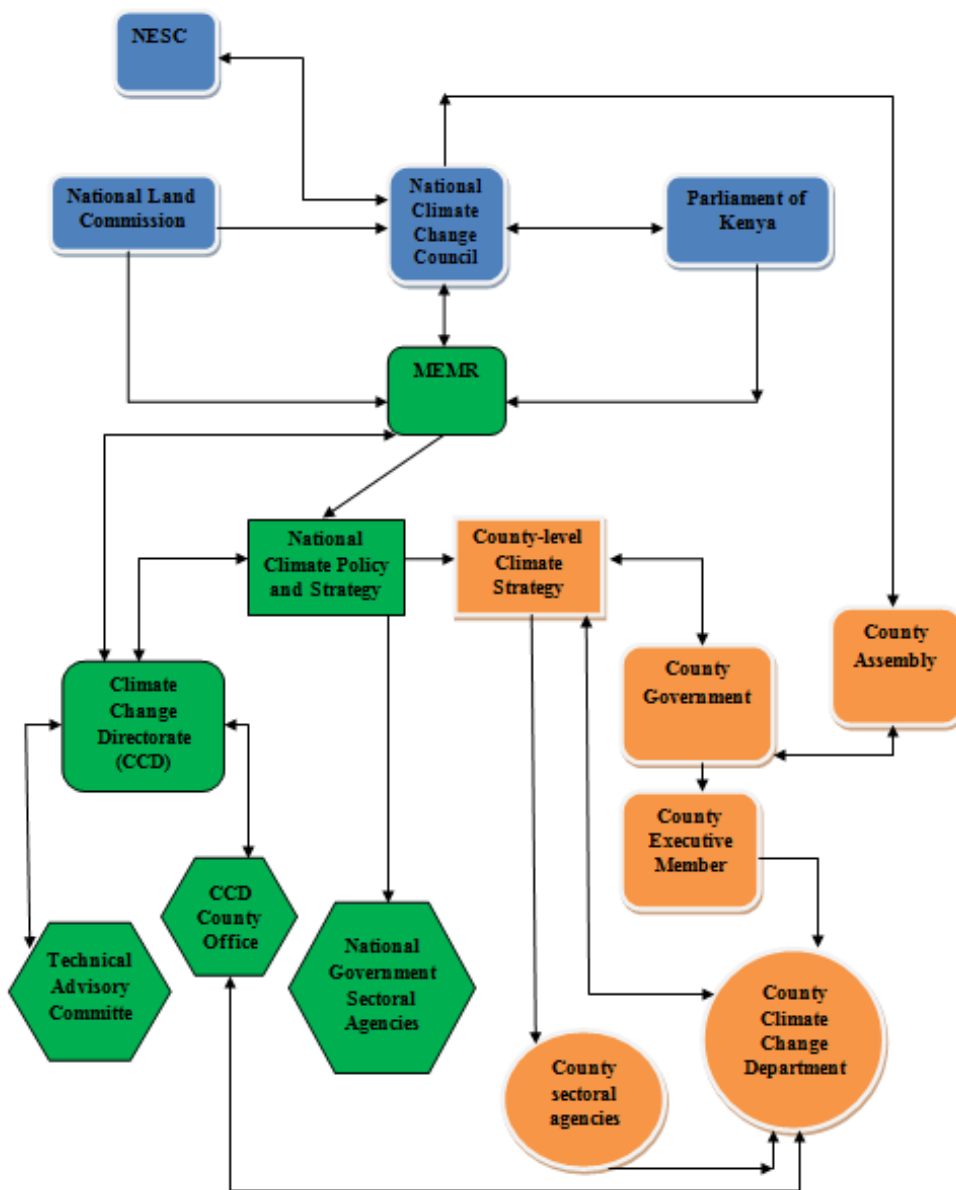 NESC
National Land
Commission
National
Climate
Change
Council
Parliament of
Kenya
MEMR
National
Climate Policy
and Strategy
County-level
Climate
Strategy
County
Assembly
County
Government
Climate
Change
Directorate
(CCD)
County
Executive
Member
CCD
County
Office
National
Government
Sectoral
Agencies
Technical
Advisory
Committe
County
Climate
Change
Department
County
sectoral
agencies